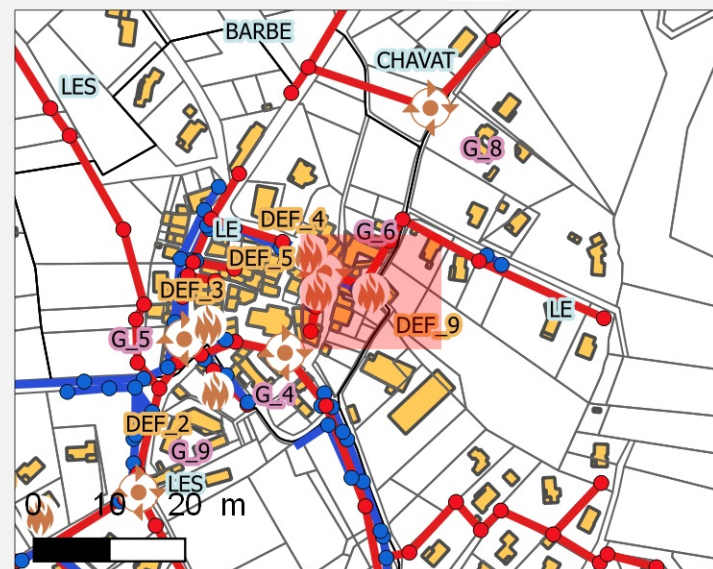 BARBE
CHAVAT
LES
G_8
DEF_4
LE
G_6
DEF_5
DEF_3
LE
DEF_9
G_5
G_4
DEF_2
G_9
LES
0 10 20 m